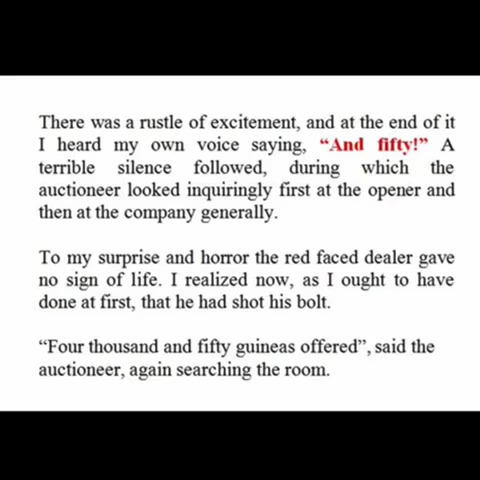 There was a rustle of excitement, and at the end of it
I heard my own voice saying, “And fifty!” A
terrible silence followed, during which the
auctioneer looked inquiringly first at the opener and
then at the company generally.
To my surprise and horror the red faced dealer gave
no sign of life. I realized now, as I ought to have
done at first, that he had shot his bolt.
“Four thousand and fifty guineas offered”, said the
auctioneer, again searching the room.